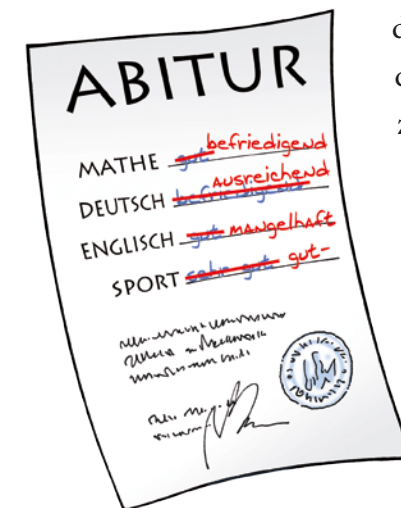 ABITUR
MATHE gut befriedigend
DEUTSCH befriedigend Ausreichend
ENGLISCH gut mangelhaft
SPORT sehr gut gut-